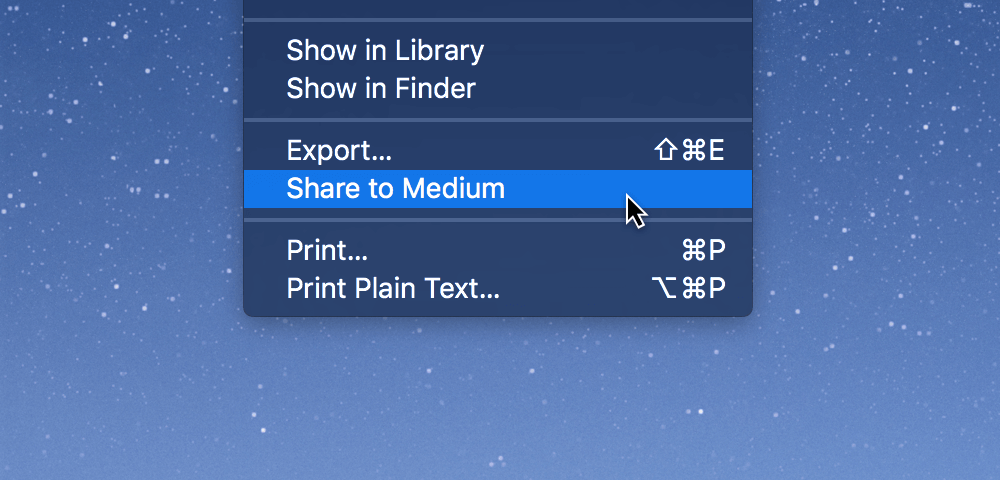 Show in Library
Show in Finder
Export... ⇧⌘E
Share to Medium
Print... ⌘P
Print Plain Text... ⌥⌘P